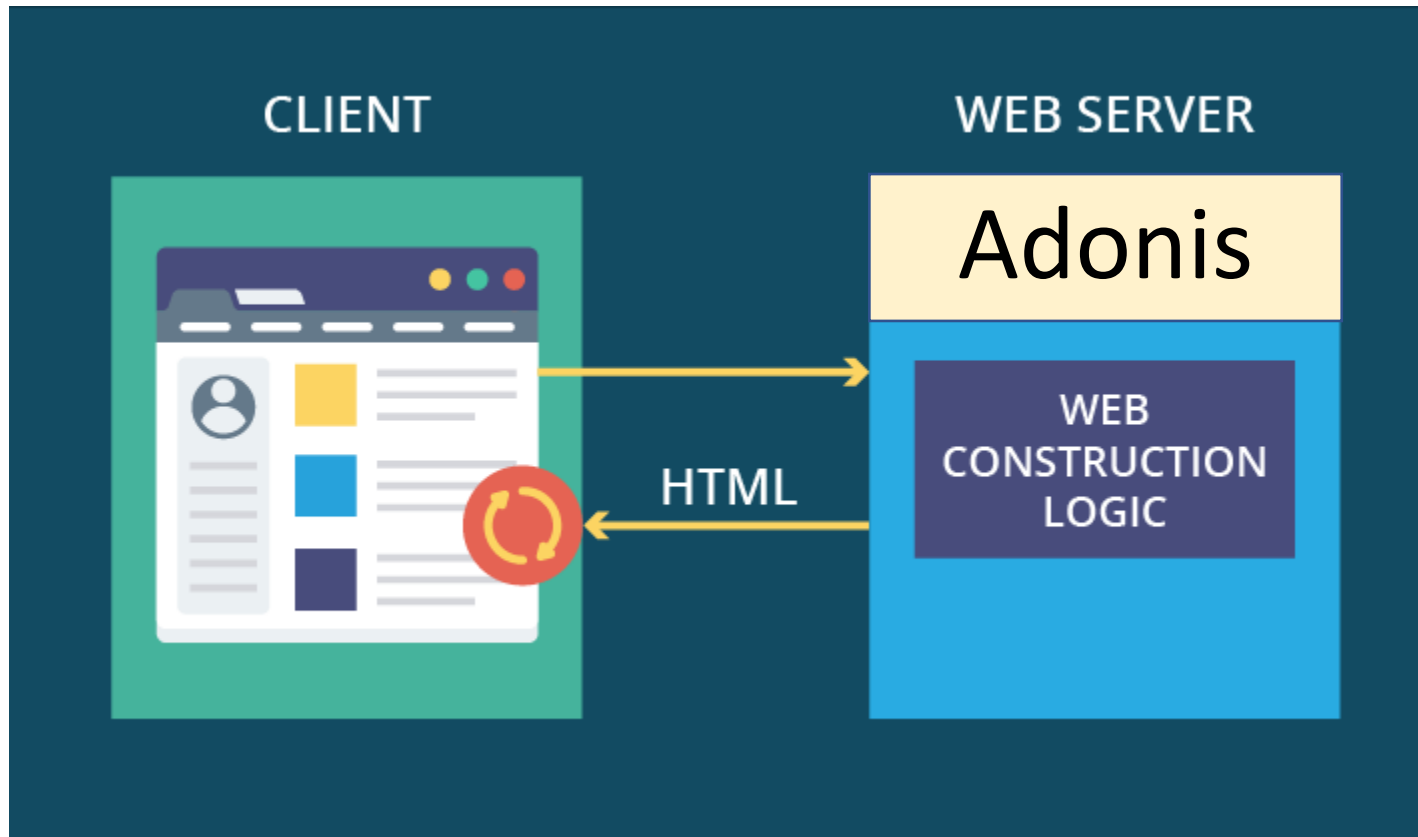 CLIENT
WEB SERVER
Adonis
WEB
CONSTRUCTION
LOGIC
HTML